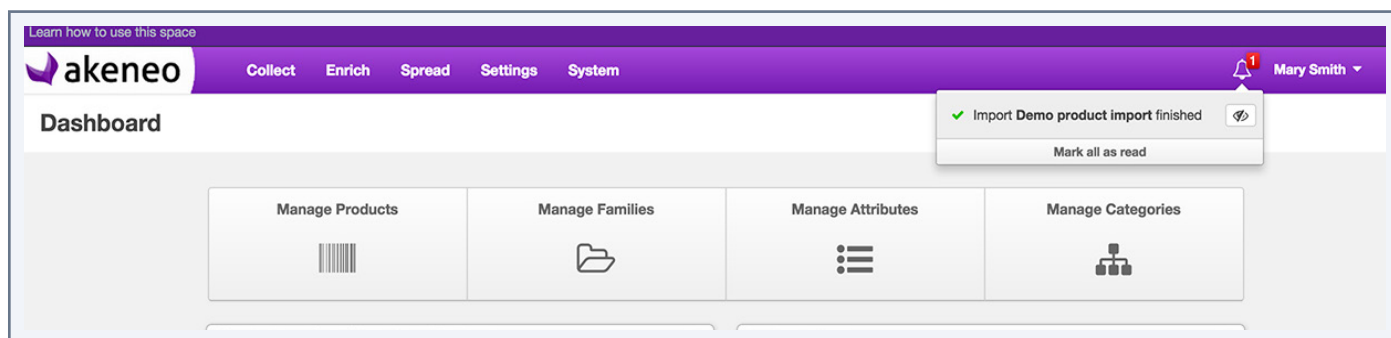 Learn how to use this space
akeneo Collect Enrich Spread Settings System 1 Mary Smith
Dashboard
Import Demo product import finished
Mark all as read
Manage Products Manage Families Manage Attributes Manage Categories